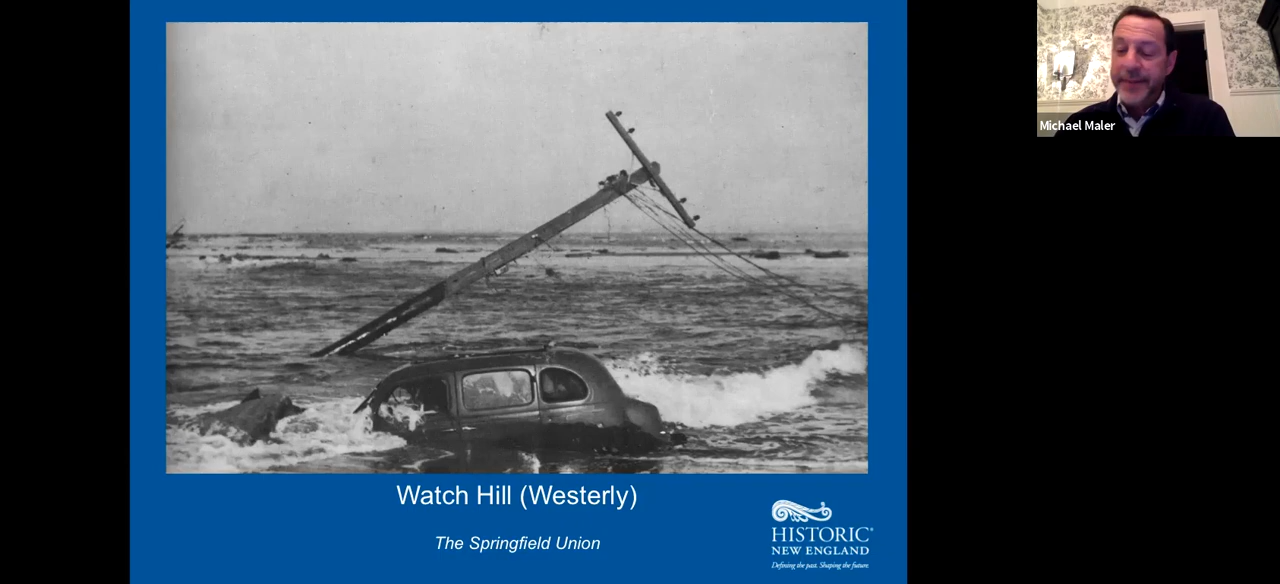 Michael Maler
Watch Hill (Westerly)
The Springfield Union
HISTORIC®
NEW ENGLAND
Defining the past. Shaping the future.